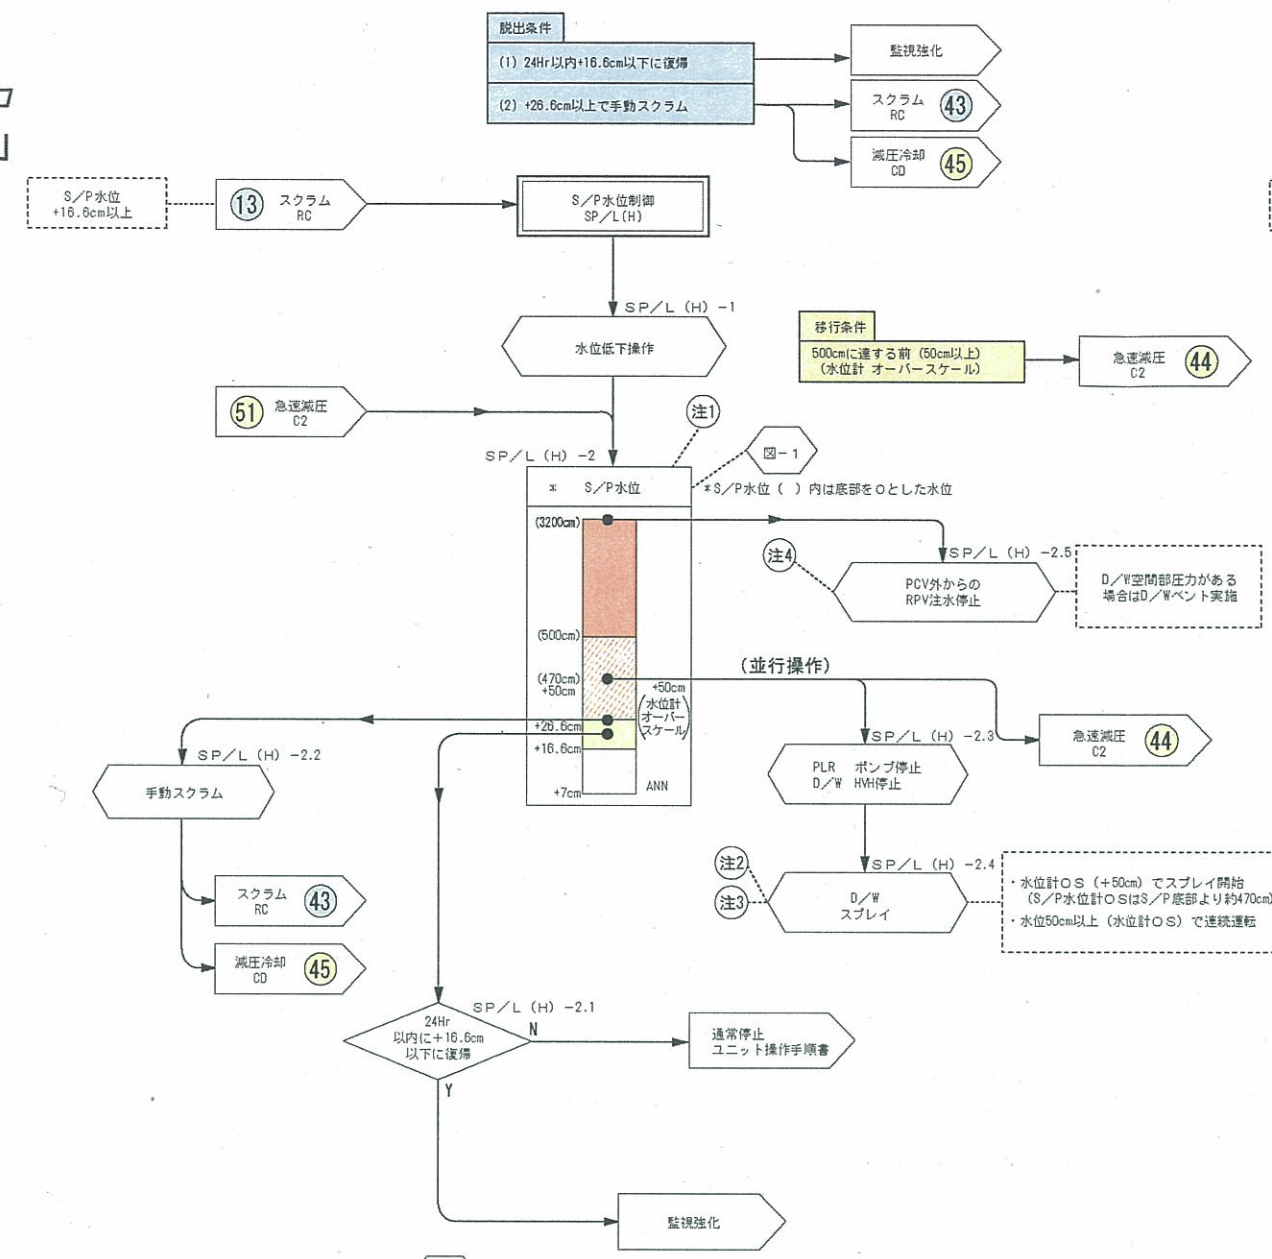 脱出条件
(1) 24Hr以内+16.6cm以下に復帰
(2) +26.6cm以上で手動スクラム
監視強化
スクラム
RC
43
減圧冷却
CD
45
S/P水位
+16.6cm以上
13
スクラム
RC
S/P水位制御
SP/L(H)
SP/L (H) -1
水位低下操作
移行条件
500cmに達する前 (50cm以上)
(水位計 オーバースケール)
急速減圧
C2
44
51
急速減圧
C2
注1
図-1
SP/L (H) -2
* S/P水位
*S/P水位 ( ) 内は底部を0とした水位
(3200cm)
(500cm)
(470cm)
+50cm
+26.6cm
+16.6cm
+7cm
+50cm
(水位計
オーバー
スケール)
ANN
注4
SP/L (H) -2.5
PCV外からの
RPV注水停止
D/W空間部圧力がある
場合はD/Wベント実施
(並行操作)
SP/L (H) -2.3
PLR ポンプ停止
D/W HVH停止
急速減圧
C2
44
SP/L (H) -2.2
手動スクラム
スクラム
RC
43
減圧冷却
CD
45
注2
注3
SP/L (H) -2.4
D/W
スプレイ
・水位計OS (+50cm) でスプレイ開始
(S/P水位計OSはS/P底部より約470cm)
・水位50cm以上 (水位計OS) で連続運転
SP/L (H) -2.1
24Hr
以内に+16.6cm
以下に復帰
N
通常停止
ユニット操作手順書
Y
監視強化